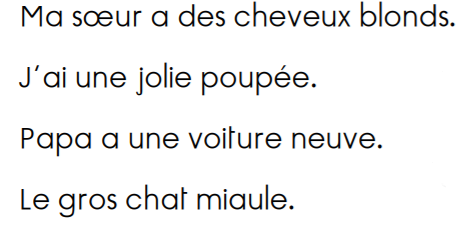 Ma sœur a des cheveux blonds.
J'ai une jolie poupée.
Papa a une voiture neuve.
Le gros chat miaule.